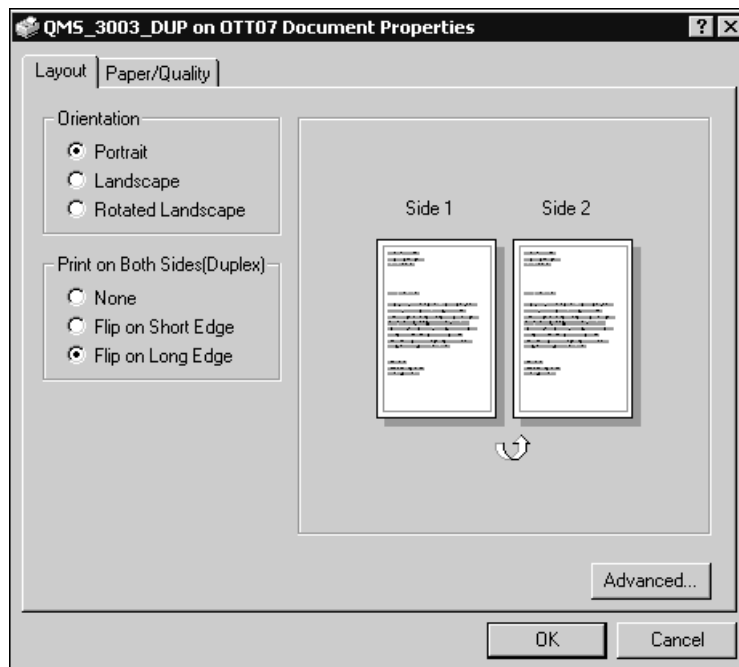 QMS_3003_DUP on OTT07 Document Properties
Layout
Paper/Quality
Orientation
Portrait
Landscape
Rotated Landscape
Print on Both Sides(Duplex)
None
Flip on Short Edge
Flip on Long Edge
Side 1
Side 2
Advanced...
OK
Cancel